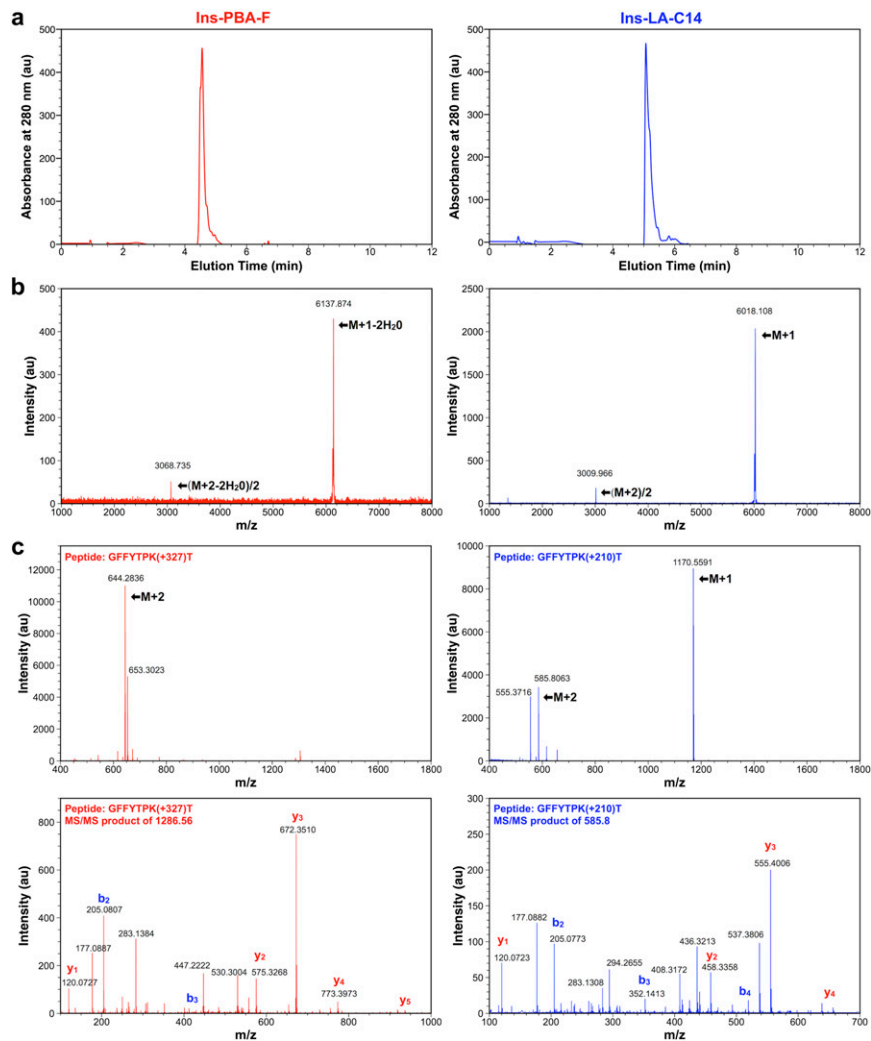 a
Ins-PBA-F
Ins-LA-C14
Absorbance at 280 nm (au)
500
400
300
200
100
0
0 2 4 6 8 10 12
Elution Time (min)
Absorbance at 280 nm (au)
500
400
300
200
100
0
0 2 4 6 8 10 12
Elution Time (min)
b
Intensity (au)
500
400
300
200
100
0
6137.874
←M+1-2H₂0
3068.735
←(M+2-2H₂0)/2
1000 2000 3000 4000 5000 6000 7000 8000
m/z
Intensity (au)
2500
2000
1500
1000
500
0
6018.108
←M+1
3009.966
←(M+2)/2
1000 2000 3000 4000 5000 6000 7000 8000
m/z
c
Peptide: GFFYTPK(+327)T
Intensity (au)
12000
10000
8000
6000
4000
2000
0
644.2836
←M+2
653.3023
400 600 800 1000 1200 1400 1600 1800
m/z
Peptide: GFFYTPK(+210)T
Intensity (au)
10000
8000
6000
4000
2000
0
1170.5591
←M+1
585.8063
555.3716
←M+2
400 600 800 1000 1200 1400 1600 1800
m/z
Peptide: GFFYTPK(+327)T
MS/MS product of 1286.56
Intensity (au)
800
600
400
200
0
y₃
672.3510
b₂
205.0807
283.1384
177.0887
y₁
120.0727
447.2222
b₃
530.3004
y₂
575.3268
y₄
773.3973
y₅
200 400 600 800 1000
m/z
Peptide: GFFYTPK(+210)T
MS/MS product of 585.8
Intensity (au)
300
250
200
150
100
50
0
y₃
555.4006
177.0882
b₂
205.0773
y₁
120.0723
283.1308
294.2655
b₃
352.1413
408.3172
436.3213
y₂
458.3358
537.3806
b₄
y₄
100 200 300 400 500 600 700
m/z